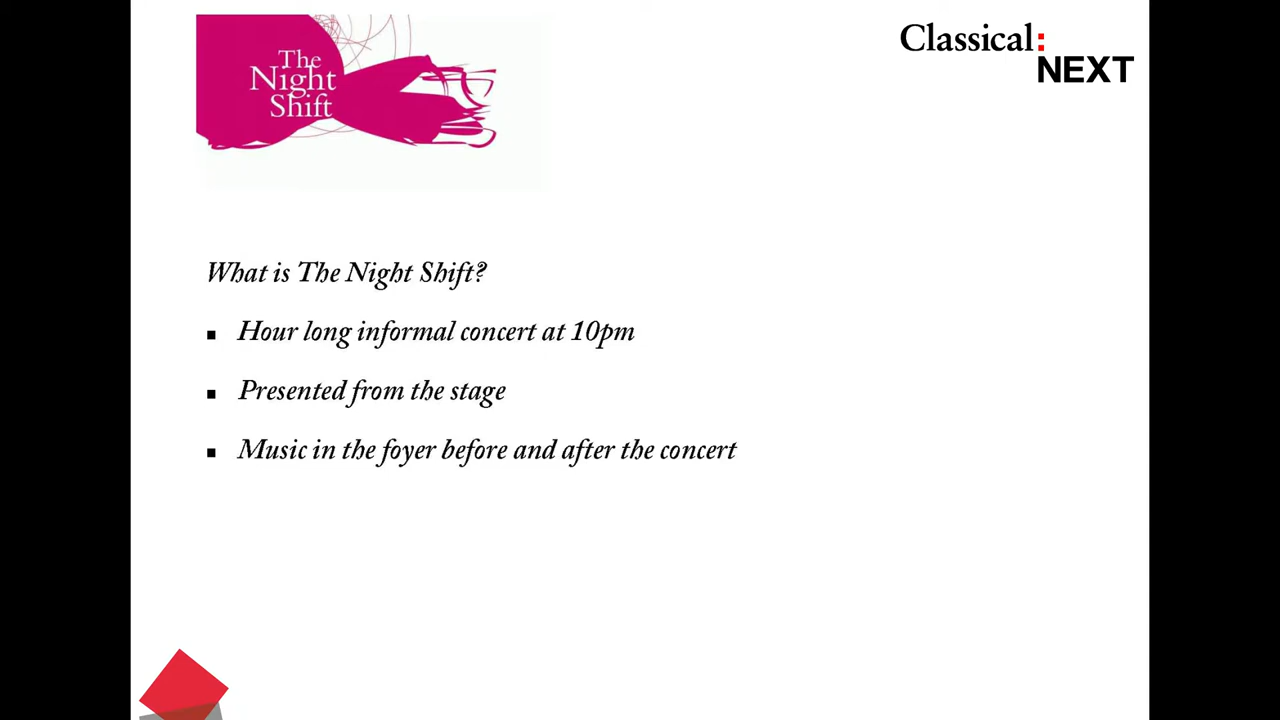 The
Night
Shift
Classical:
NEXT
What is The Night Shift?
▪ Hour long informal concert at 10pm
▪ Presented from the stage
▪ Music in the foyer before and after the concert